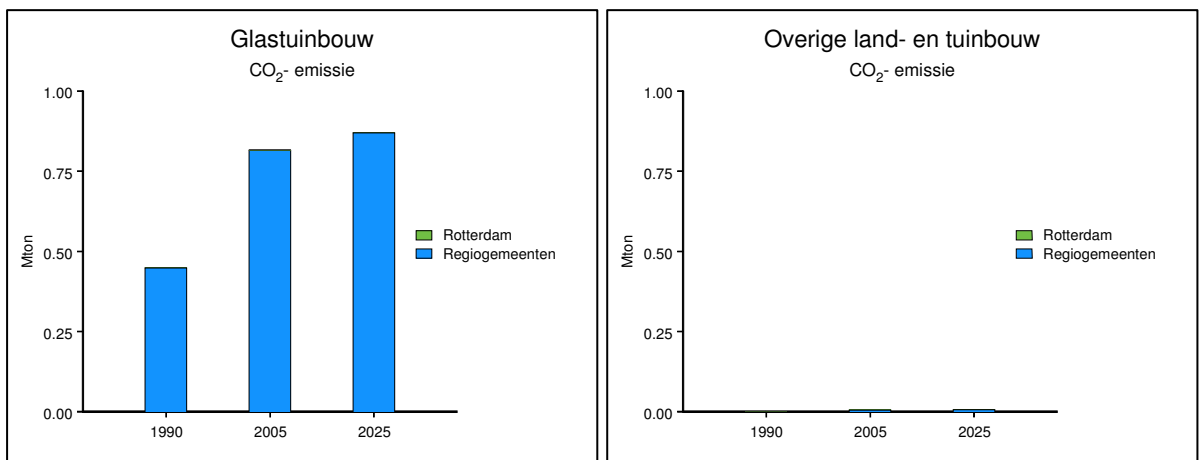 Glastuinbouw
CO2- emissie
1.00
0.75
0.50
0.25
0.00
Mton
1990 2005 2025
Rotterdam
Regiogemeenten
Overige land- en tuinbouw
CO2- emissie
1.00
0.75
0.50
0.25
0.00
Mton
1990 2005 2025
Rotterdam
Regiogemeenten